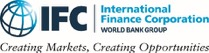 IFC
International
Finance Corporation
WORLD BANK GROUP
Creating Markets, Creating Opportunities